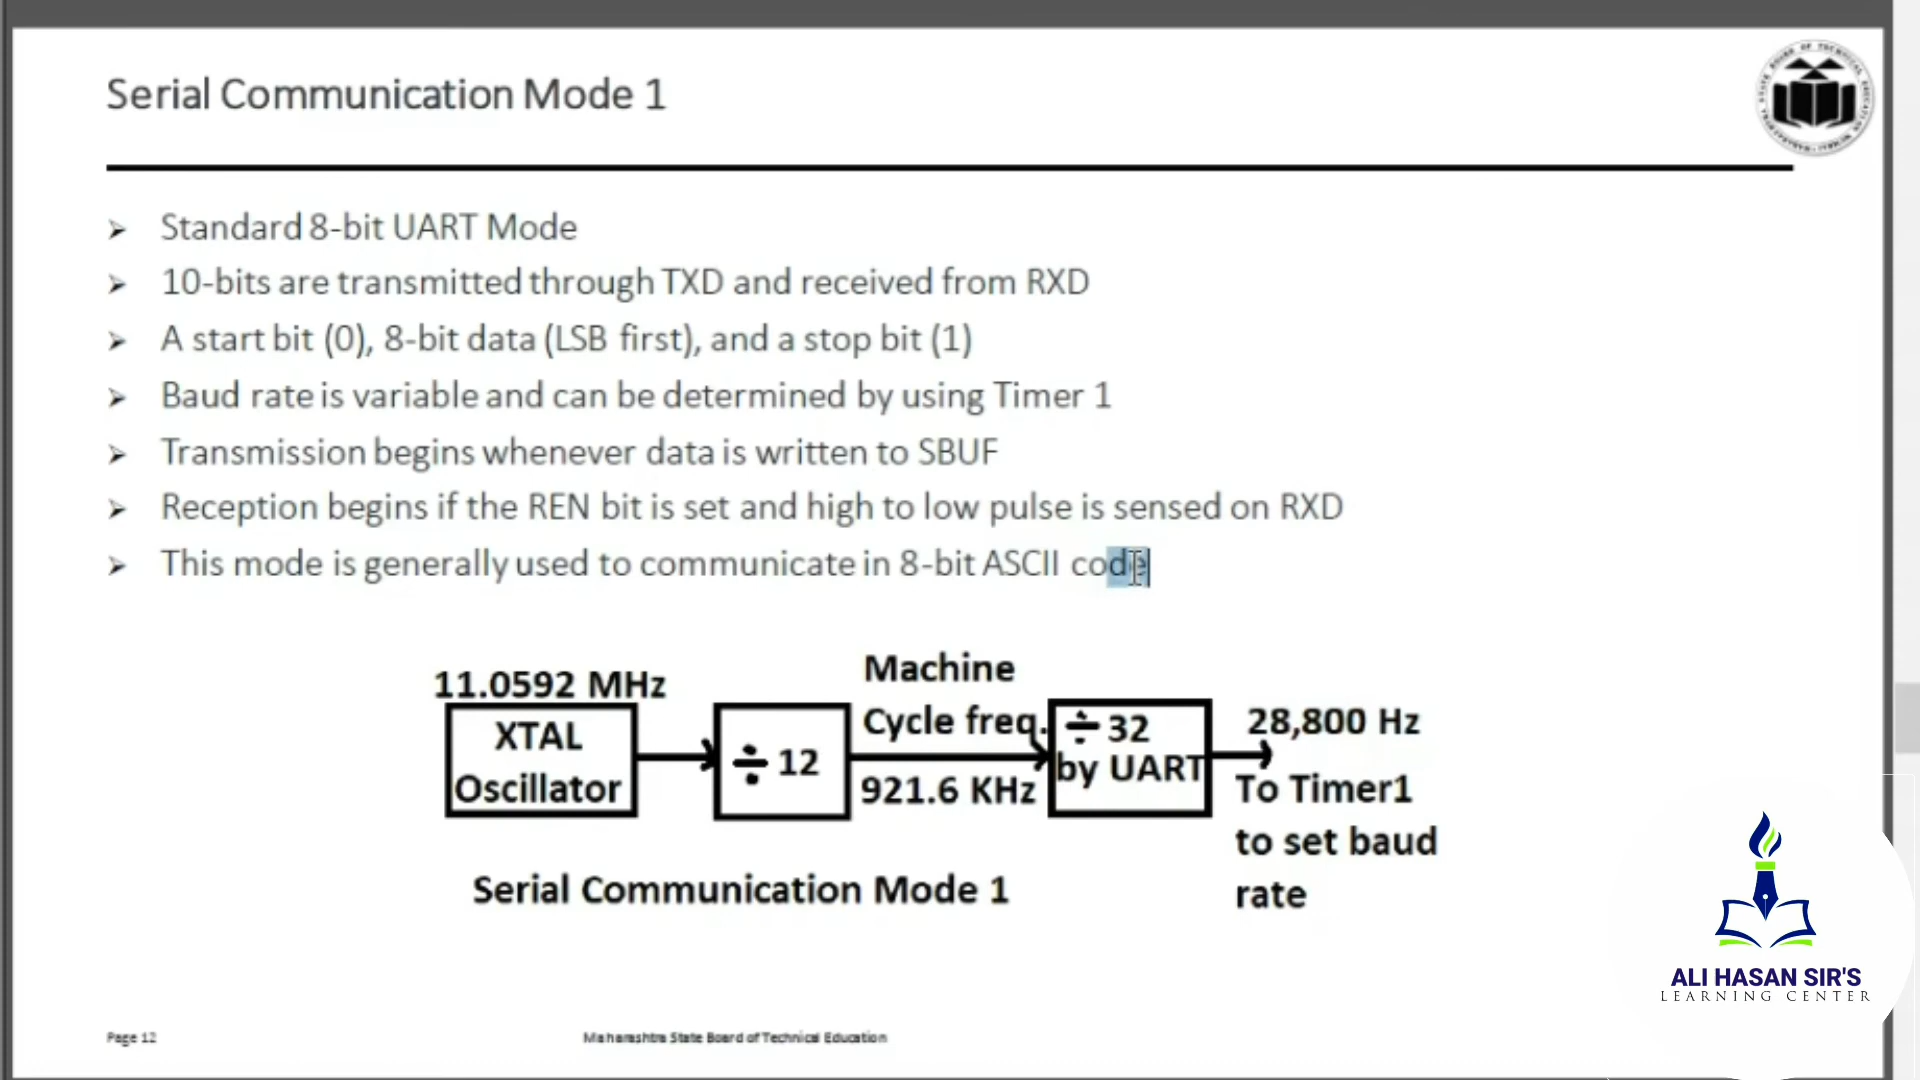 Serial Communication Mode 1
Standard 8-bit UART Mode
10-bits are transmitted through TXD and received from RXD
A start bit (0), 8-bit data (LSB first), and a stop bit (1)
Baud rate is variable and can be determined by using Timer 1
Transmission begins whenever data is written to SBUF
Reception begins if the REN bit is set and high to low pulse is sensed on RXD
This mode is generally used to communicate in 8-bit ASCII code
11.0592 MHz
XTAL
Oscillator
÷ 12
Machine
Cycle freq.
921.6 KHz
÷ 32
by UART
28,800 Hz
To Timer1
to set baud
rate
Serial Communication Mode 1
ALI HASAN SIR'S
LEARNING CENTER
Page 12
Maharashtra State Board of Technical Education